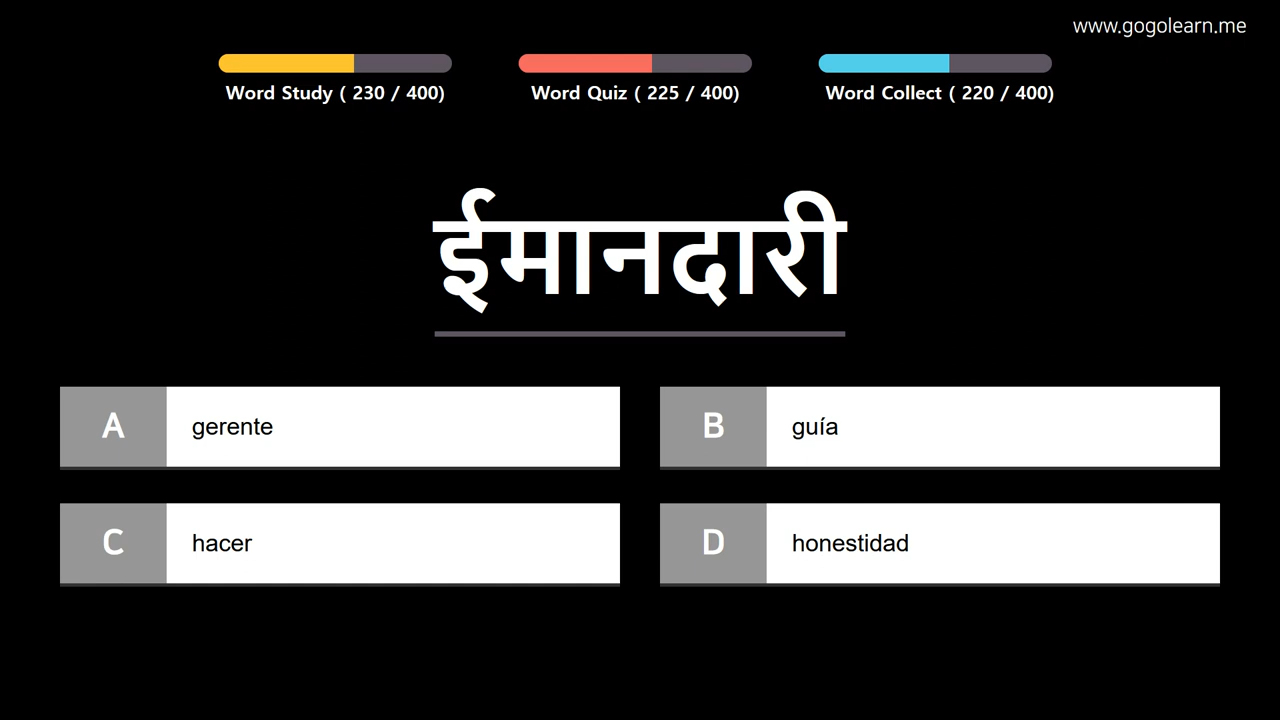 www.gogolearn.me
Word Study ( 230 / 400)
Word Quiz ( 225 / 400)
Word Collect ( 220 / 400)
ईमानदारी
A gerente
B guía
C hacer
D honestidad